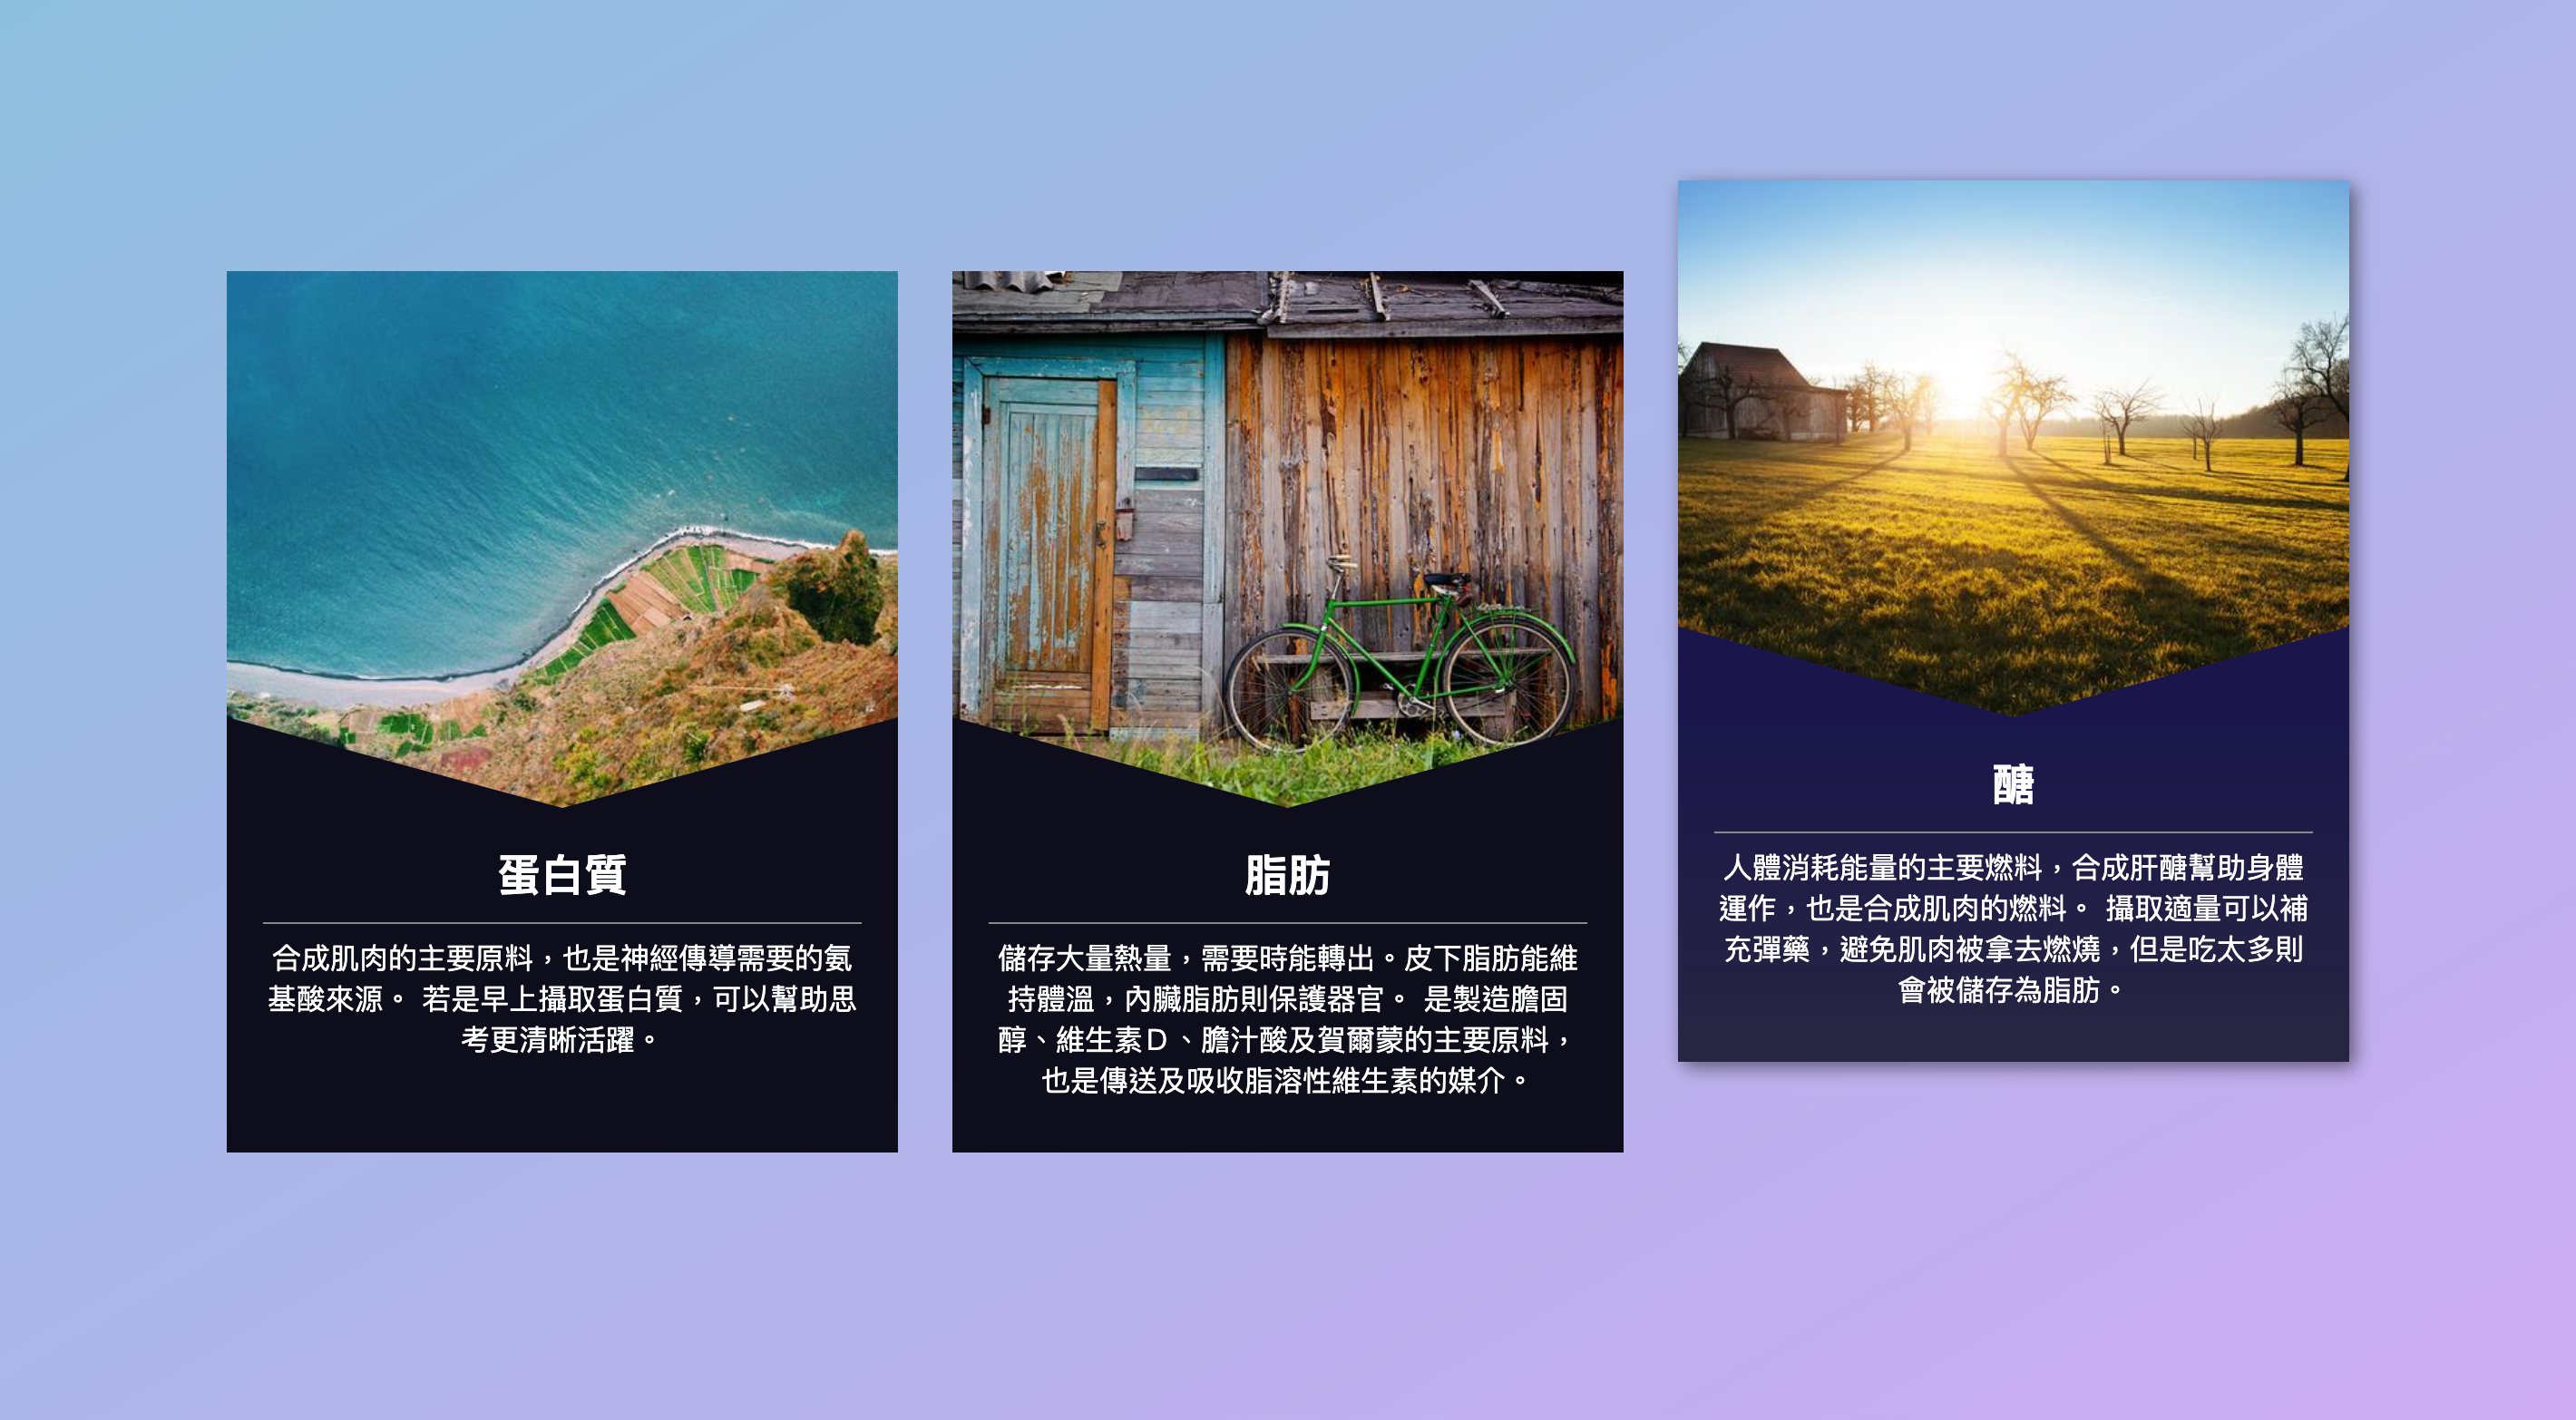 蛋白質
合成肌肉的主要原料，也是神經傳導需要的氨
基酸來源。 若是早上攝取蛋白質，可以幫助思
考更清晰活躍。
脂肪
儲存大量熱量，需要時能轉出。皮下脂肪能維
持體溫，內臟脂肪則保護器官。 是製造膽固
醇、維生素Ｄ、膽汁酸及賀爾蒙的主要原料，
也是傳送及吸收脂溶性維生素的媒介。
醣
人體消耗能量的主要燃料，合成肝醣幫助身體
運作，也是合成肌肉的燃料。 攝取適量可以補
充彈藥，避免肌肉被拿去燃燒，但是吃太多則
會被儲存為脂肪。